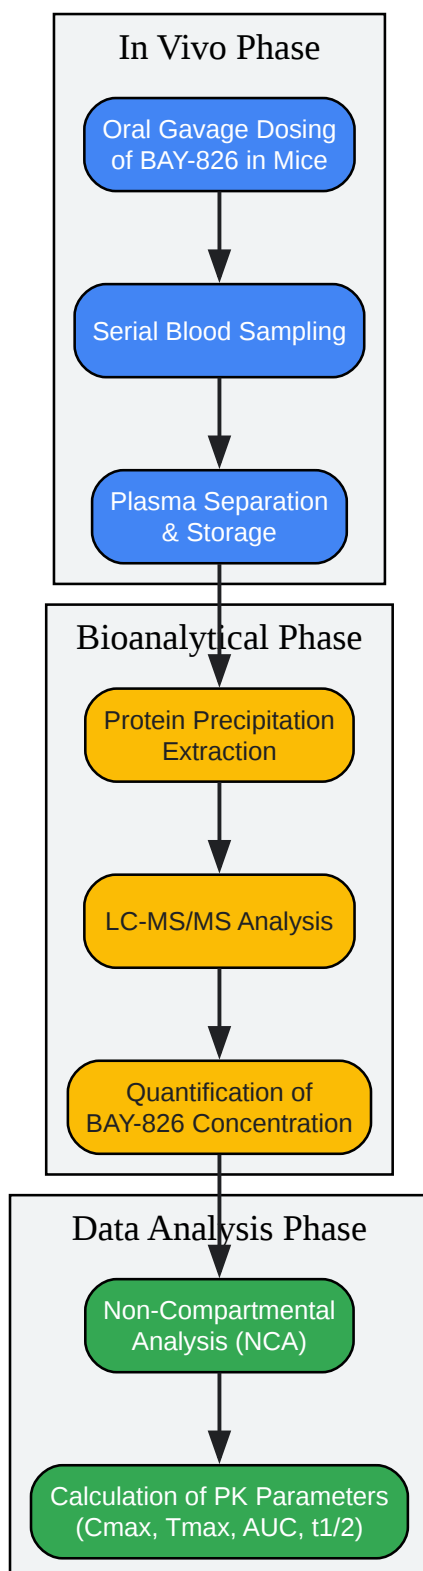 In Vivo Phase
Oral Gavage Dosing
of BAY-826 in Mice
Serial Blood Sampling
Plasma Separation
& Storage
Bioanalytical Phase
Protein Precipitation
Extraction
LC-MS/MS Analysis
Quantification of
BAY-826 Concentration
Data Analysis Phase
Non-Compartmental
Analysis (NCA)
Calculation of PK Parameters
(Cmax, Tmax, AUC, t1/2)